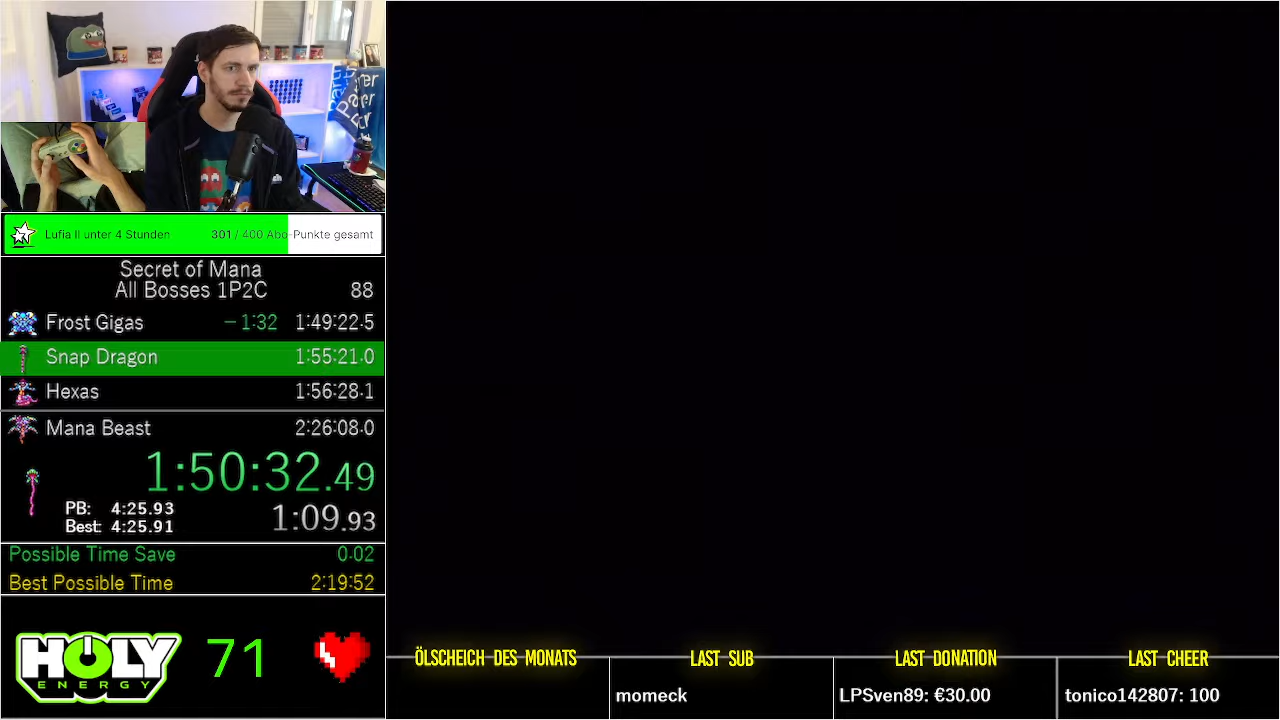 Lufia II unter 4 Stunden 301 / 400 Abo-Punkte gesamt
Secret of Mana
All Bosses 1P2C 88
Frost Gigas −1:32 1:49:22.5
Snap Dragon 1:55:21.0
Hexas 1:56:28.1
Mana Beast 2:26:08.0
1:50:32.49
PB: 4:25.93
Best: 4:25.91
1:09.93
Possible Time Save 0.02
Best Possible Time 2:19:52
HOLY
ENERGY
71
ÖLSCHEICH DES MONATS
LAST SUB
momeck
LAST DONATION
LPSven89: €30.00
LAST CHEER
tonico142807: 100